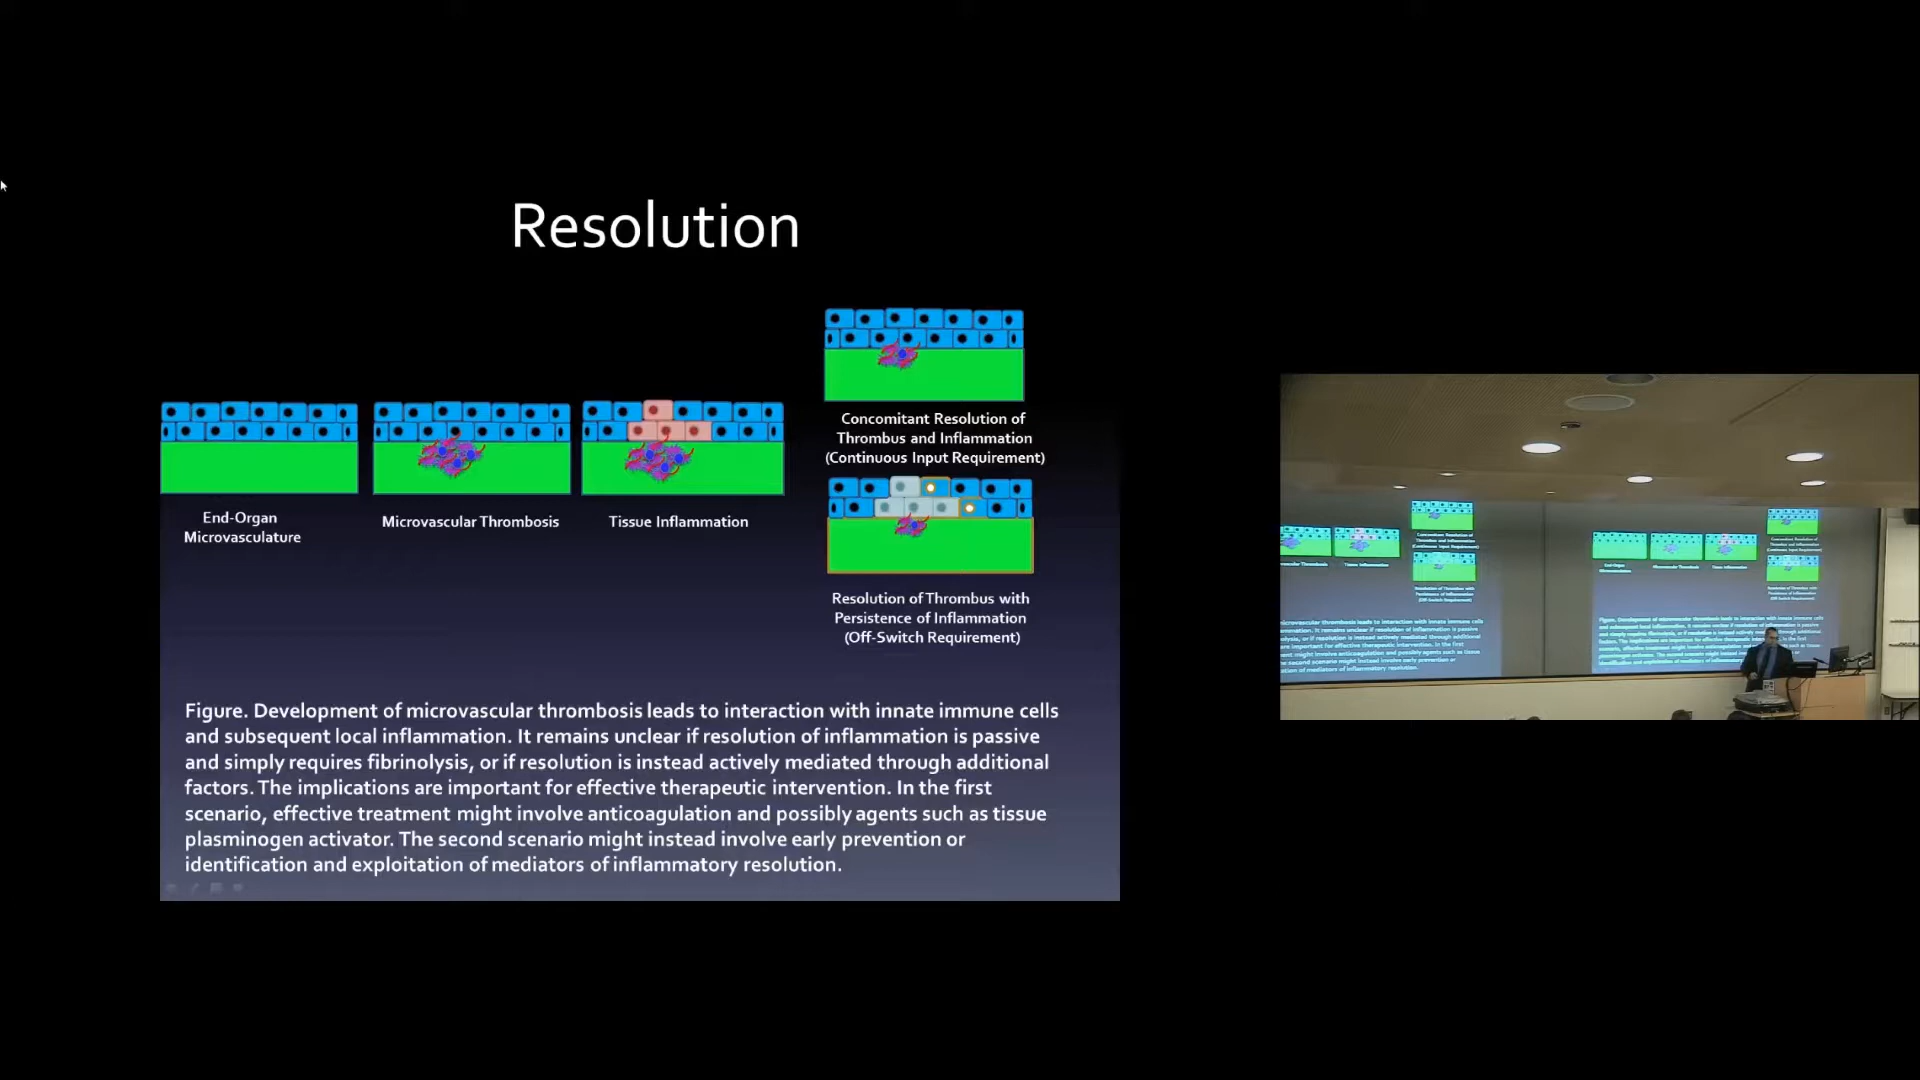 Resolution
End-Organ
Microvasculature
Microvascular Thrombosis
Tissue Inflammation
Concomitant Resolution of
Thrombus and Inflammation
(Continuous Input Requirement)
Resolution of Thrombus with
Persistence of Inflammation
(Off-Switch Requirement)
Figure. Development of microvascular thrombosis leads to interaction with innate immune cells
and subsequent local inflammation. It remains unclear if resolution of inflammation is passive
and simply requires fibrinolysis, or if resolution is instead actively mediated through additional
factors. The implications are important for effective therapeutic intervention. In the first
scenario, effective treatment might involve anticoagulation and possibly agents such as tissue
plasminogen activator. The second scenario might instead involve early prevention or
identification and exploitation of mediators of inflammatory resolution.